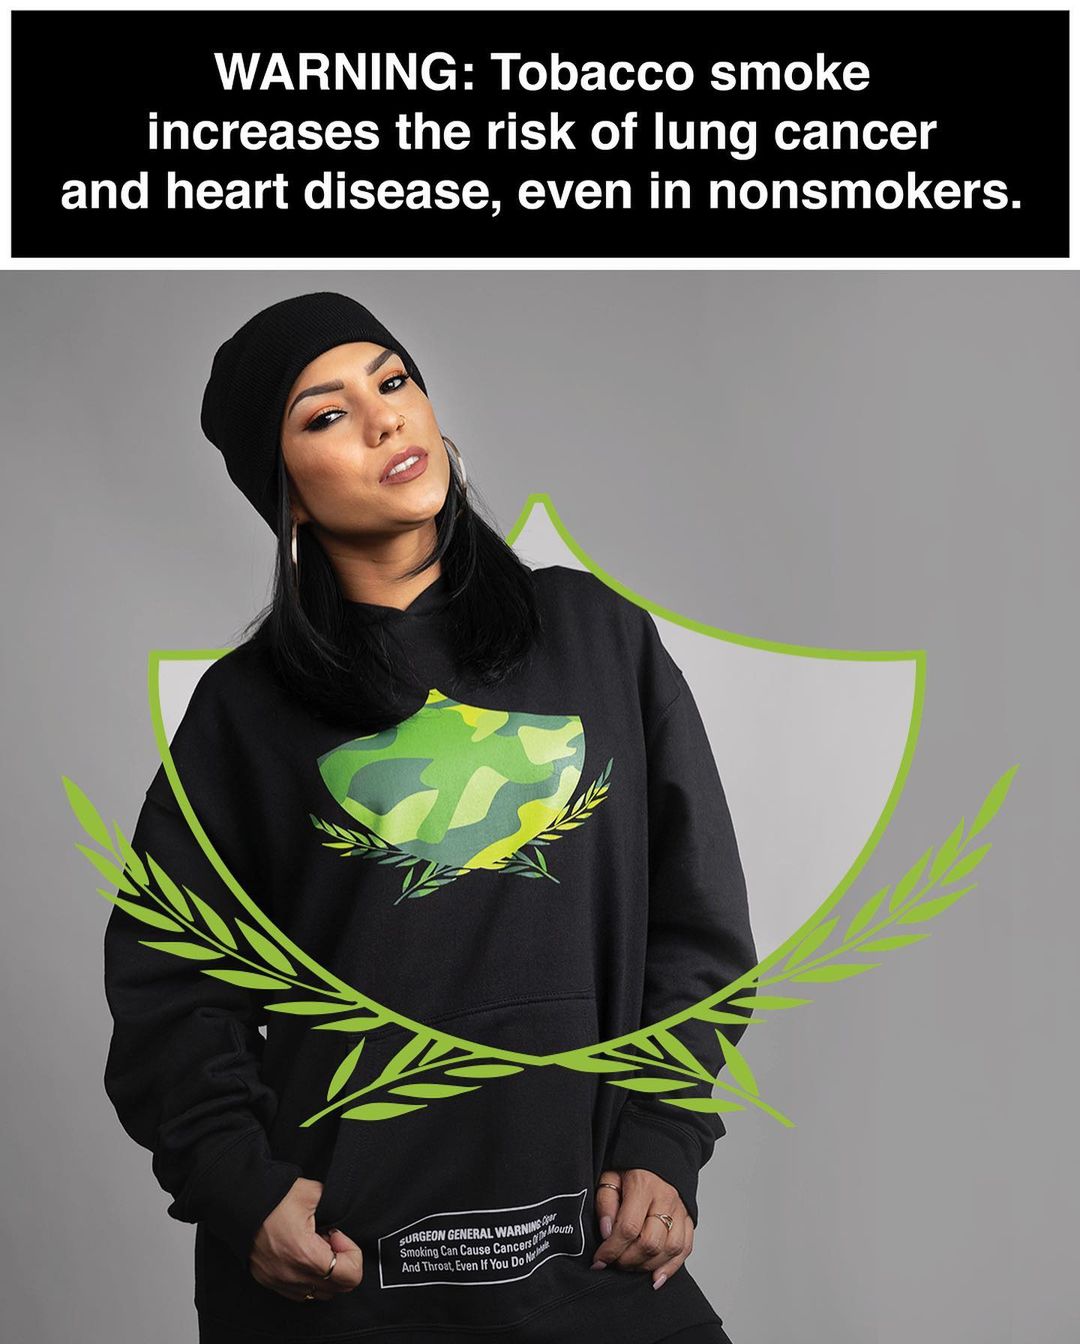 WARNING: Tobacco smoke
increases the risk of lung cancer
and heart disease, even in nonsmokers.
SURGEON GENERAL WARNING: Cigar
Smoking Can Cause Cancers Of The Mouth
And Throat, Even If You Do Not Inhale.